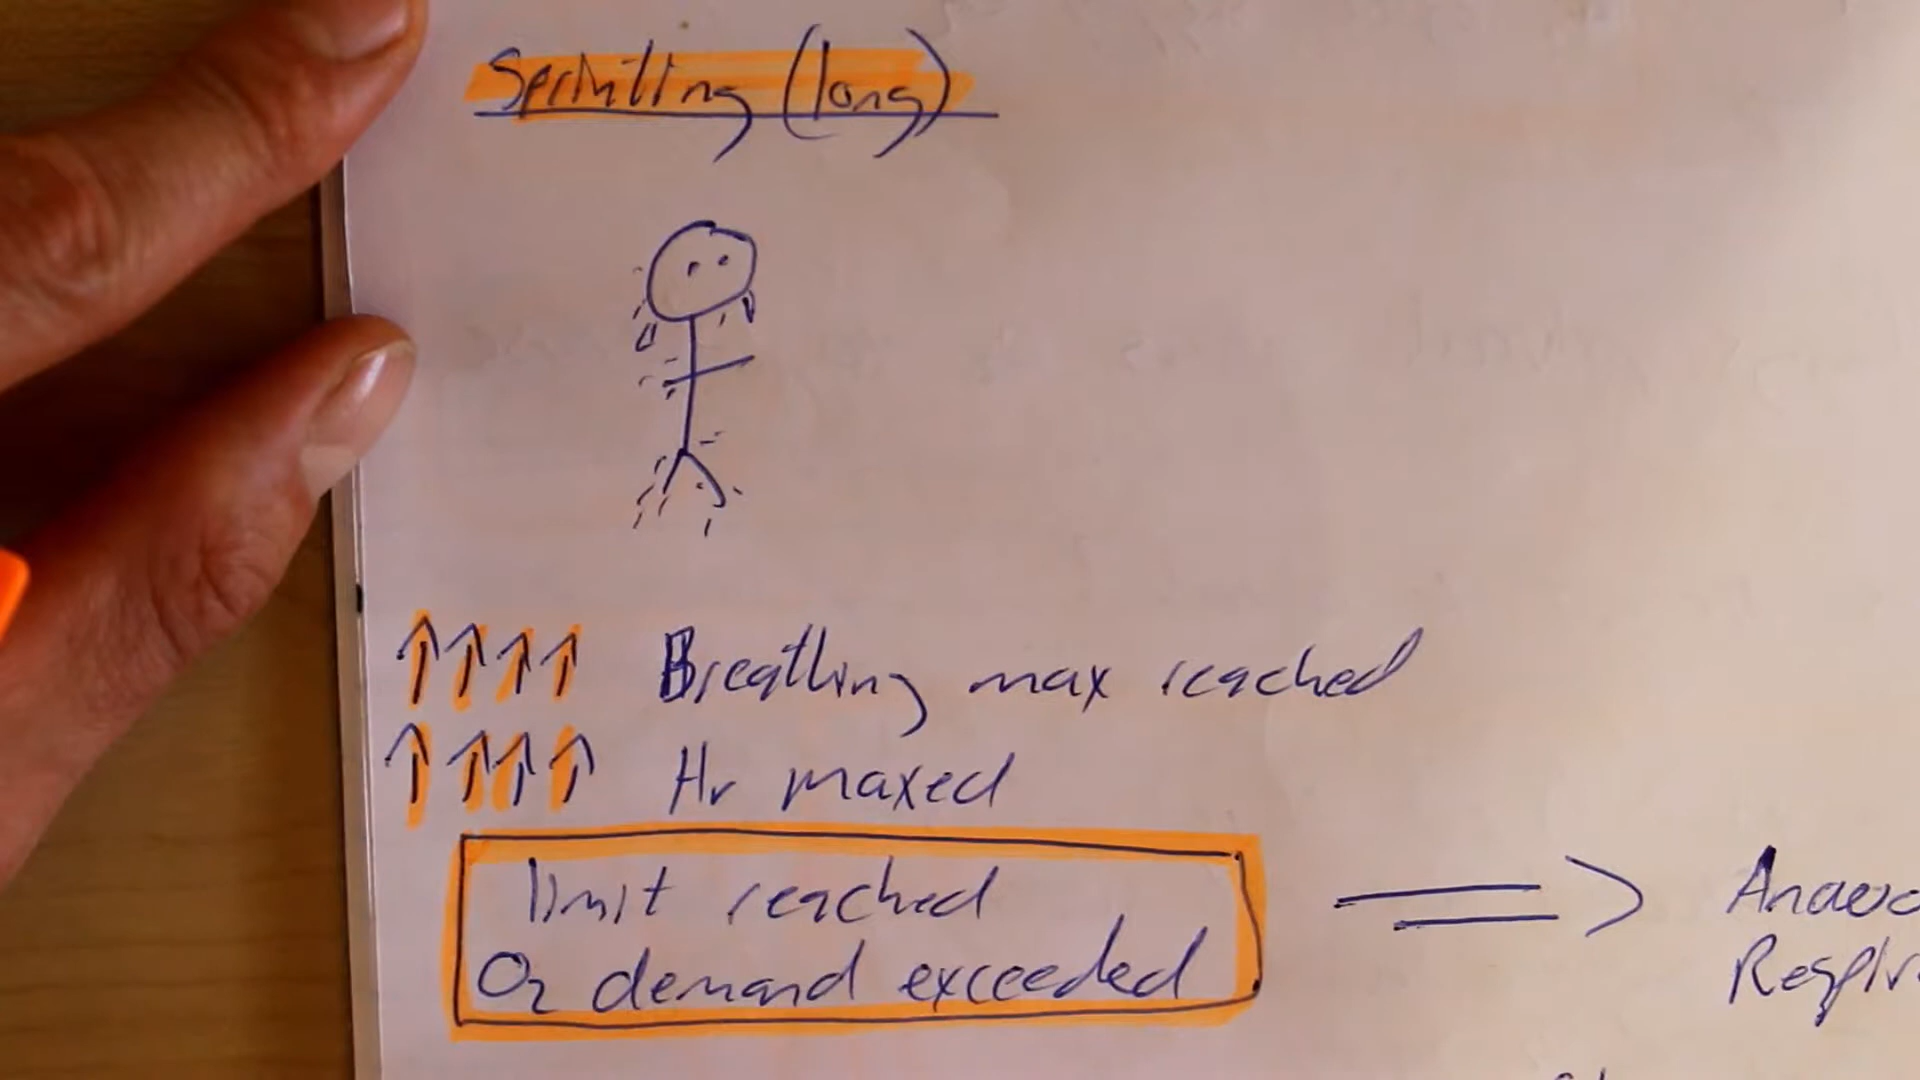 Sprinting (long)
↑↑↑↑ Breathing max reached
↑↑↑↑ Hr maxed
limit reached
O₂ demand exceeded
⇒ Anaero
Respir